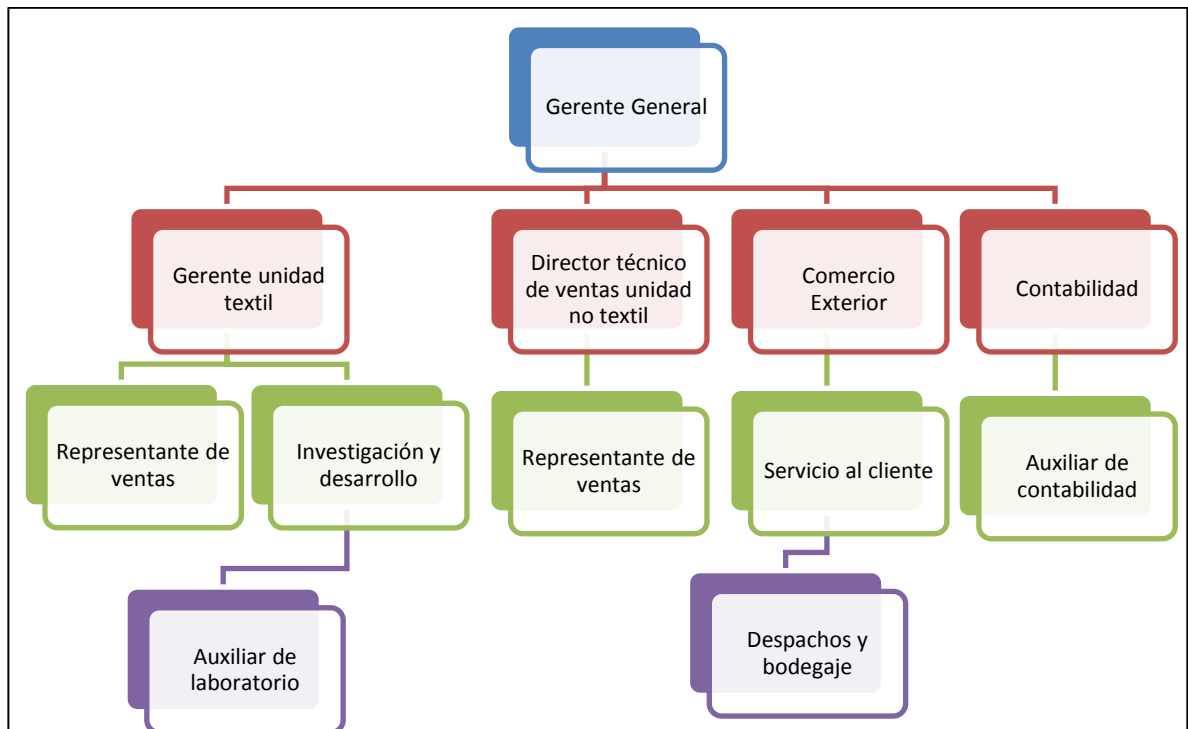 Gerente General
Gerente unidad
textil
Director técnico
de ventas unidad
no textil
Comercio
Exterior
Contabilidad
Representante de
ventas
Investigación y
desarrollo
Representante de
ventas
Servicio al cliente
Auxiliar de
contabilidad
Auxiliar de
laboratorio
Despachos y
bodegaje